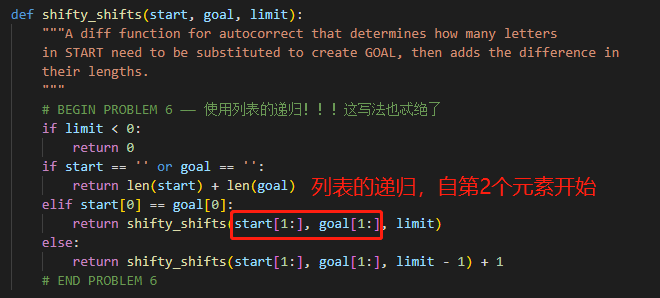 def shifty_shifts(start, goal, limit):
    """A diff function for autocorrect that determines how many letters
    in START need to be substituted to create GOAL, then adds the difference in
    their lengths.
    """
    # BEGIN PROBLEM 6 —— 使用列表的递归！！！这写法也忒绝了
    if limit < 0:
        return 0
    if start == '' or goal == '':
        return len(start) + len(goal)
列表的递归，自第2个元素开始
    elif start[0] == goal[0]:
        return shifty_shifts(start[1:], goal[1:], limit)
    else:
        return shifty_shifts(start[1:], goal[1:], limit - 1) + 1
    # END PROBLEM 6